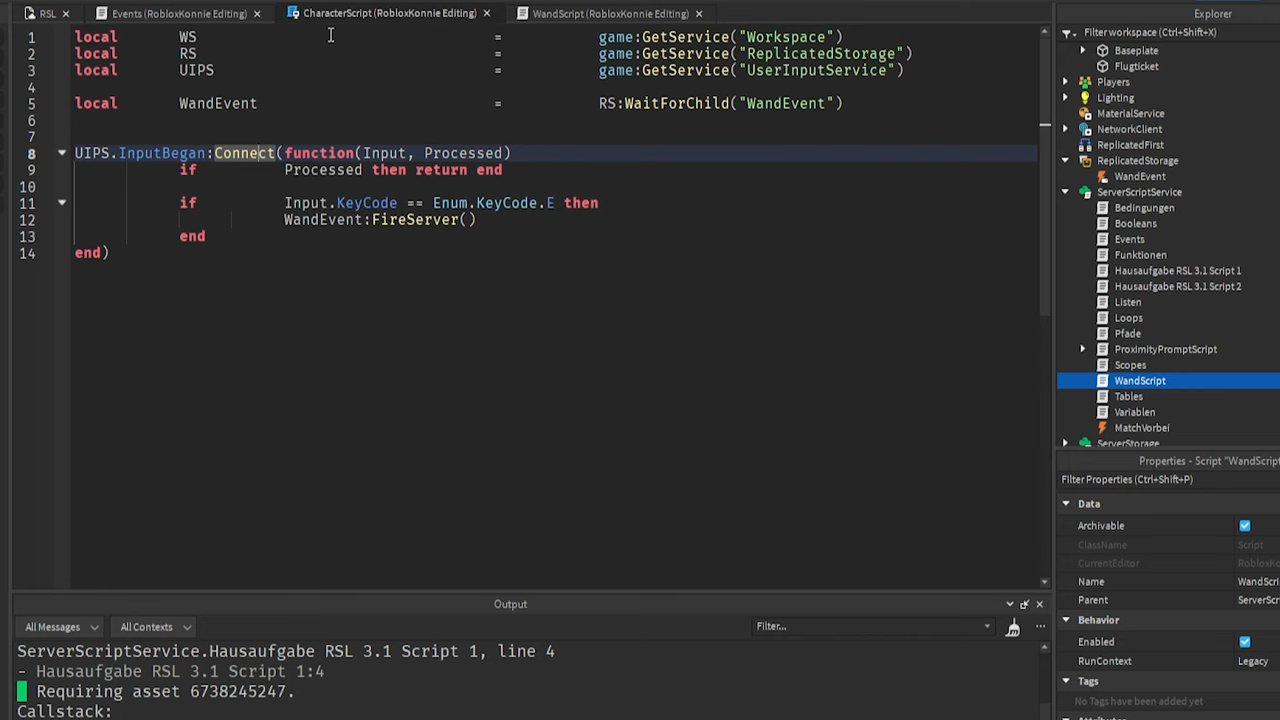 RSL × Events (RobloxKonnie Editing) × CharacterScript (RobloxKonnie Editing) × WandScript (RobloxKonnie Editing) ×
1 local WS = game:GetService("Workspace")
2 local RS = game:GetService("ReplicatedStorage")
3 local UIPS = game:GetService("UserInputService")
4
5 local WandEvent = RS:WaitForChild("WandEvent")
6
7
8 UIPS.InputBegan:Connect(function(Input, Processed)
9 if Processed then return end
10
11 if Input.KeyCode == Enum.KeyCode.E then
12 WandEvent:FireServer()
13 end
14 end)
Output
All Messages All Contexts Filter...
ServerScriptService.Hausaufgabe RSL 3.1 Script 1, line 4
- Hausaufgabe RSL 3.1 Script 1:4
Requiring asset 6738245247.
Callstack:
Explorer
Filter workspace (Ctrl+Shift+X)
Baseplate
Flugticket
Players
Lighting
MaterialService
NetworkClient
ReplicatedFirst
ReplicatedStorage
WandEvent
ServerScriptService
Bedingungen
Booleans
Events
Funktionen
Hausaufgabe RSL 3.1 Script 1
Hausaufgabe RSL 3.1 Script 2
Listen
Loops
Pfade
ProximityPromptScript
Scopes
WandScript
Tables
Variablen
MatchVorbei
ServerStorage
Properties - Script "WandScript
Filter Properties (Ctrl+Shift+P)
Data
Archivable
ClassName Script
CurrentEditor RobloxKo
Name WandScri
Parent ServerScr
Behavior
Enabled
RunContext Legacy
Tags
No Tags have been added yet